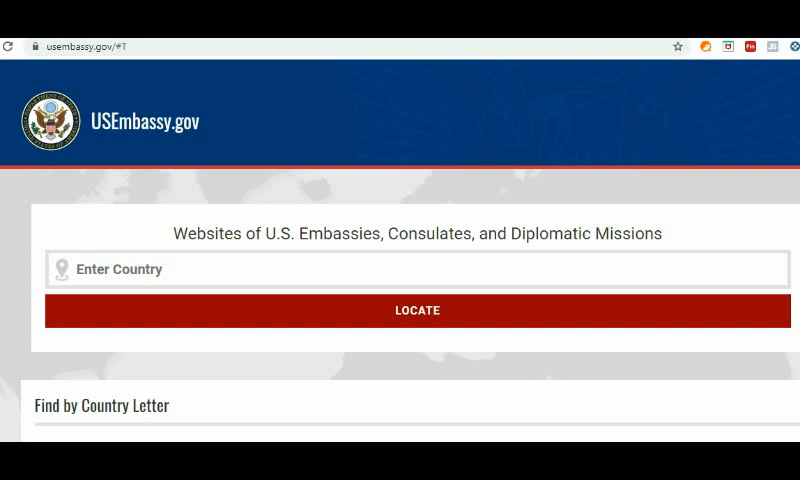 usembassy.gov/#T
USEmbassy.gov
Websites of U.S. Embassies, Consulates, and Diplomatic Missions
Enter Country
LOCATE
Find by Country Letter